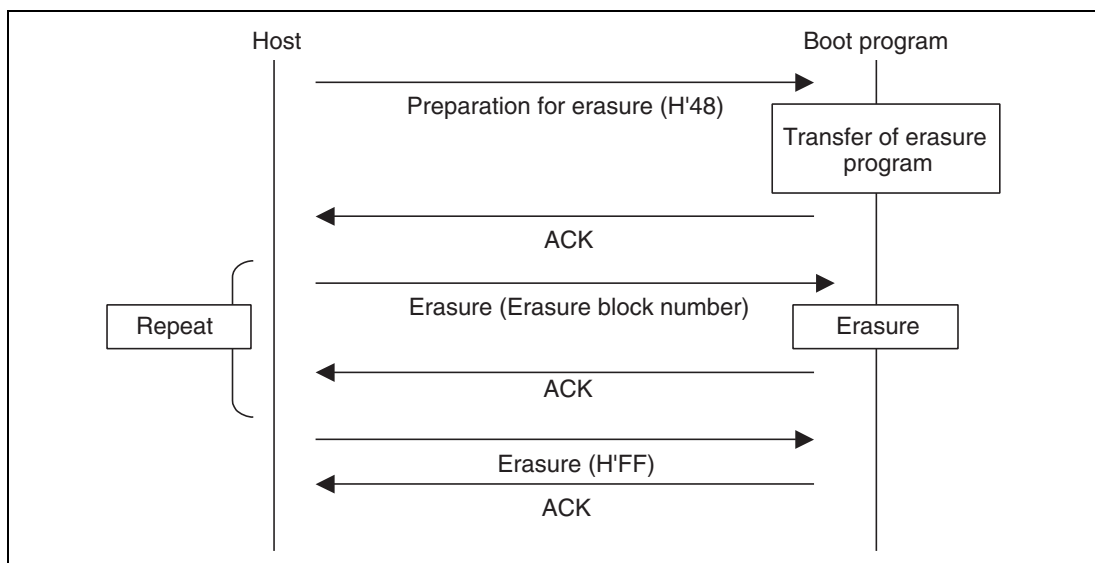 Host
Boot program
Preparation for erasure (H'48)
Transfer of erasure
program
ACK
Erasure (Erasure block number)
Repeat
Erasure
ACK
Erasure (H'FF)
ACK